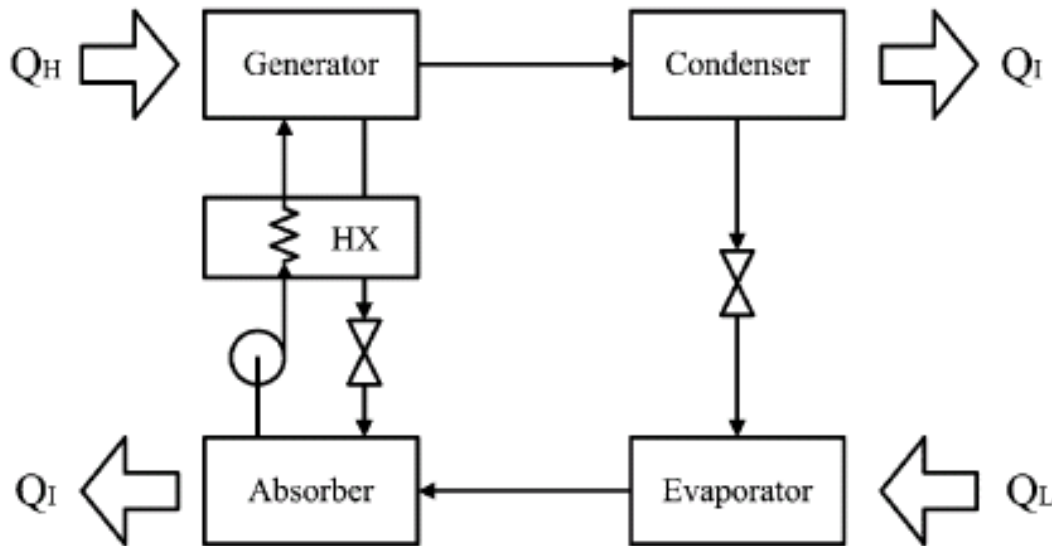 QH
Generator
Condenser
QI
HX
QI
Absorber
Evaporator
QL